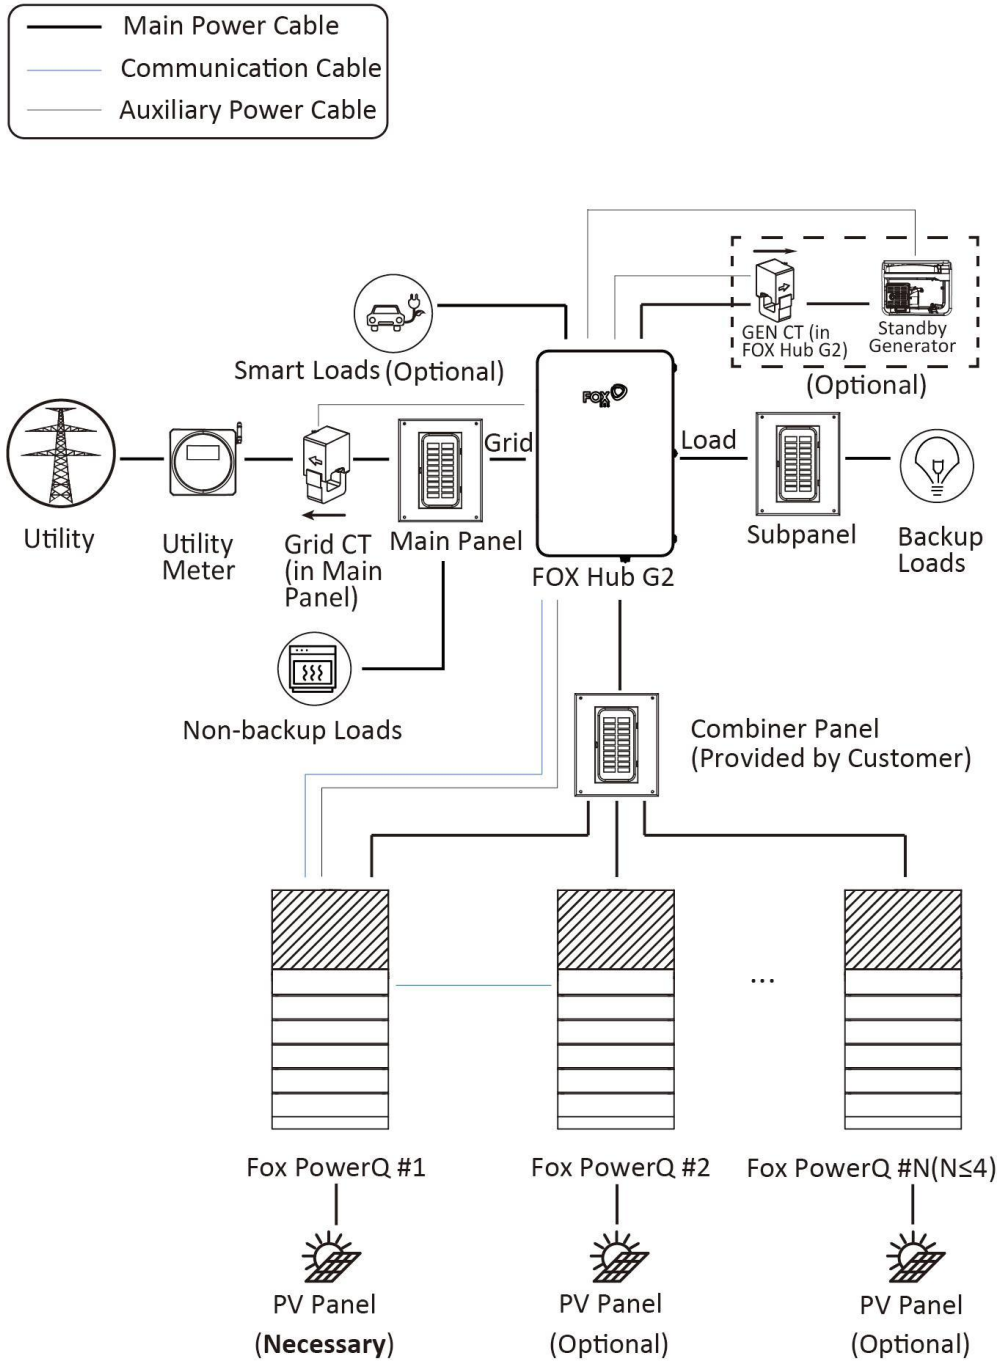 Main Power Cable
Communication Cable
Auxiliary Power Cable
GEN CT (in
FOX Hub G2)
Standby
Generator
(Optional)
Smart Loads (Optional)
FOX
ESS
Grid
Load
Utility
Utility
Meter
Grid CT
(in Main
Panel)
Main Panel
FOX Hub G2
Subpanel
Backup
Loads
Non-backup Loads
Combiner Panel
(Provided by Customer)
...
Fox PowerQ #1
Fox PowerQ #2
Fox PowerQ #N(N≤4)
PV Panel
(Necessary)
PV Panel
(Optional)
PV Panel
(Optional)